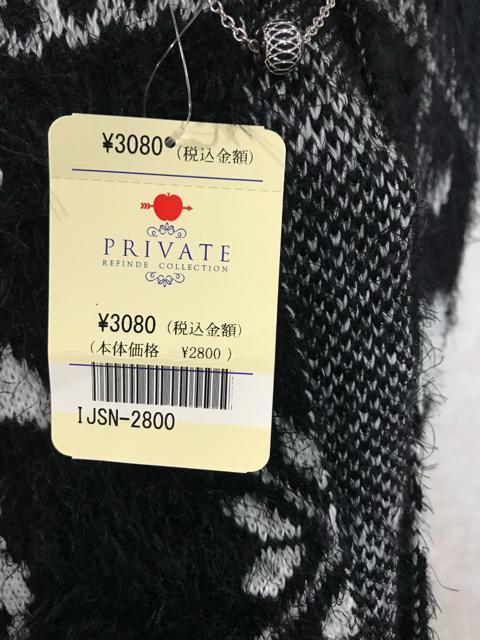 ¥3080 (税込金額)
PRIVATE
REFINDE COLLECTION
¥3080 (税込金額)
(本体価格 ¥2800 )
IJSN-2800